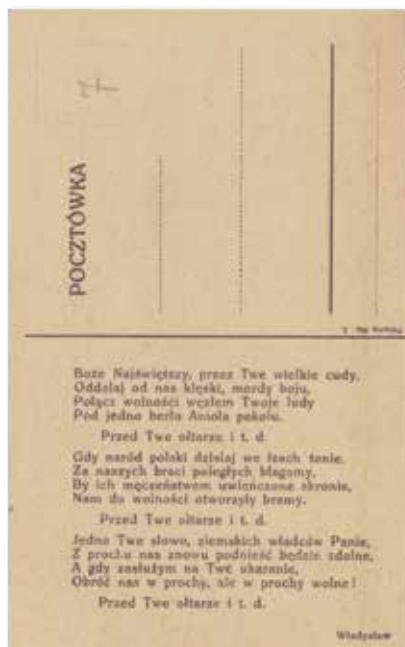 POCZTÓWKA
Boże Najświętszy, przez Twe wielkie cudy,
Oddalaj od nas klęski, mordy boju,
Połącz wolności węzłem Twoje ludy
Pod jedno berło Anioła pokoju.
Przed Twe ołtarze i t. d.
Gdy naród polski dzisiaj we łzach tonie,
Za naszych braci poległych błagamy,
By ich męczeństwem uwieńczone skronie,
Nam do wolności otworzyły bramy.
Przed Twe ołtarze i t. d.
Jedno Twe słowo, ziemskich władców Panie,
Z prochu nas znowu podnieść będzie zdolne,
A gdy zasłużym na Twe ukaranie,
Obróć nas w prochy, ale w prochy wolne!
Przed Twe ołtarze i t. d.
Władysław